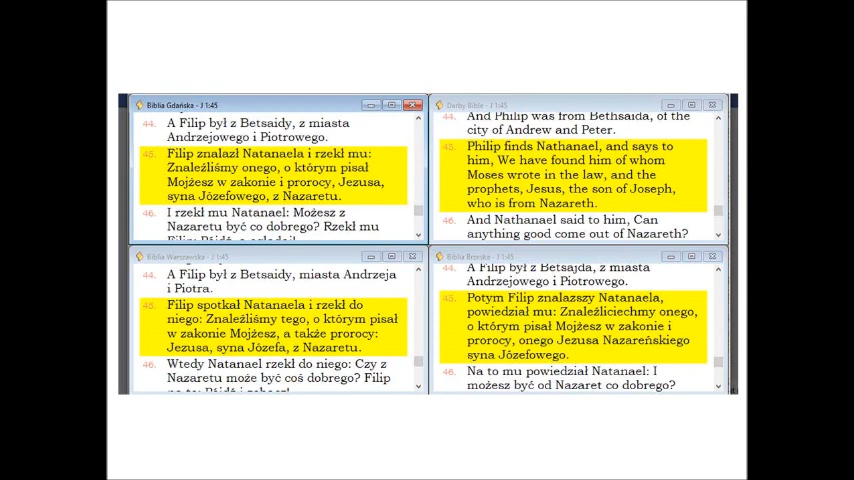 Biblia Gdańska - J 1:45
44. A Filip był z Betsaidy, z miasta
Andrzejowego i Piotrowego.
45. Filip znalazł Natanaela i rzekł mu:
Znaleźliśmy onego, o którym pisał
Mojżesz w zakonie i prorocy, Jezusa,
syna Józefowego, z Nazaretu.
46. I rzekł mu Natanael: Możesz z
Nazaretu być co dobrego? Rzekł mu
Darby Bible - J 1:45
44. And Philip was from Bethsaida, of the
city of Andrew and Peter.
45. Philip finds Nathanael, and says to
him, We have found him of whom
Moses wrote in the law, and the
prophets, Jesus, the son of Joseph,
who is from Nazareth.
46. And Nathanael said to him, Can
anything good come out of Nazareth?
Biblia Warszawska - J 1:45
44. A Filip był z Betsaidy, miasta Andrzeja
i Piotra.
45. Filip spotkał Natanaela i rzekł do
niego: Znaleźliśmy tego, o którym pisał
w zakonie Mojżesz, a także prorocy:
Jezusa, syna Józefa, z Nazaretu.
46. Wtedy Natanael rzekł do niego: Czy z
Nazaretu może być coś dobrego? Filip
Biblia Brzeska - J 1:45
44. A Filip był z Betsajda, z miasta
Andrzejowego i Piotrowego.
45. Potym Filip znalazszy Natanaela,
powiedział mu: Znaleźliciechmy onego,
o którym pisał Mojżesz w zakonie i
prorocy, onego Jezusa Nazareńskiego
syna Józefowego.
46. Na to mu powiedział Natanael: I
możesz być od Nazaret co dobrego?